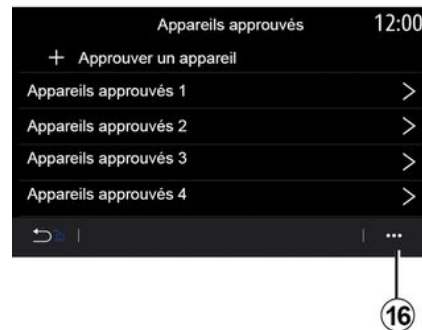 Appareils approuvés 12:00
+ Approuver un appareil
Appareils approuvés 1 >
Appareils approuvés 2 >
Appareils approuvés 3 >
Appareils approuvés 4 >
16